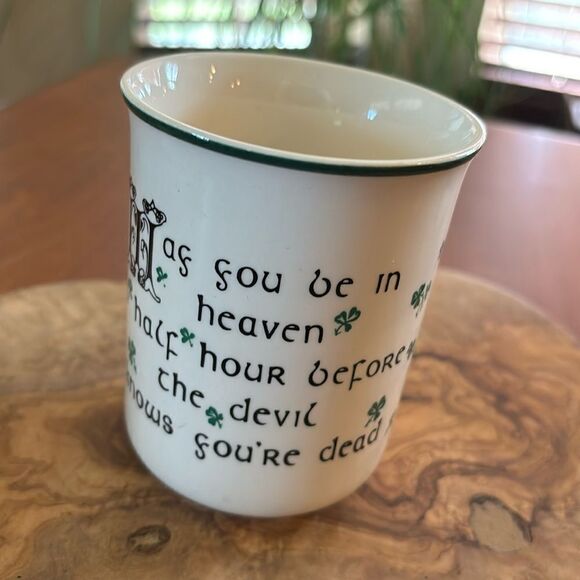 May you be in
heaven
half hour before
the devil
knows you're dead